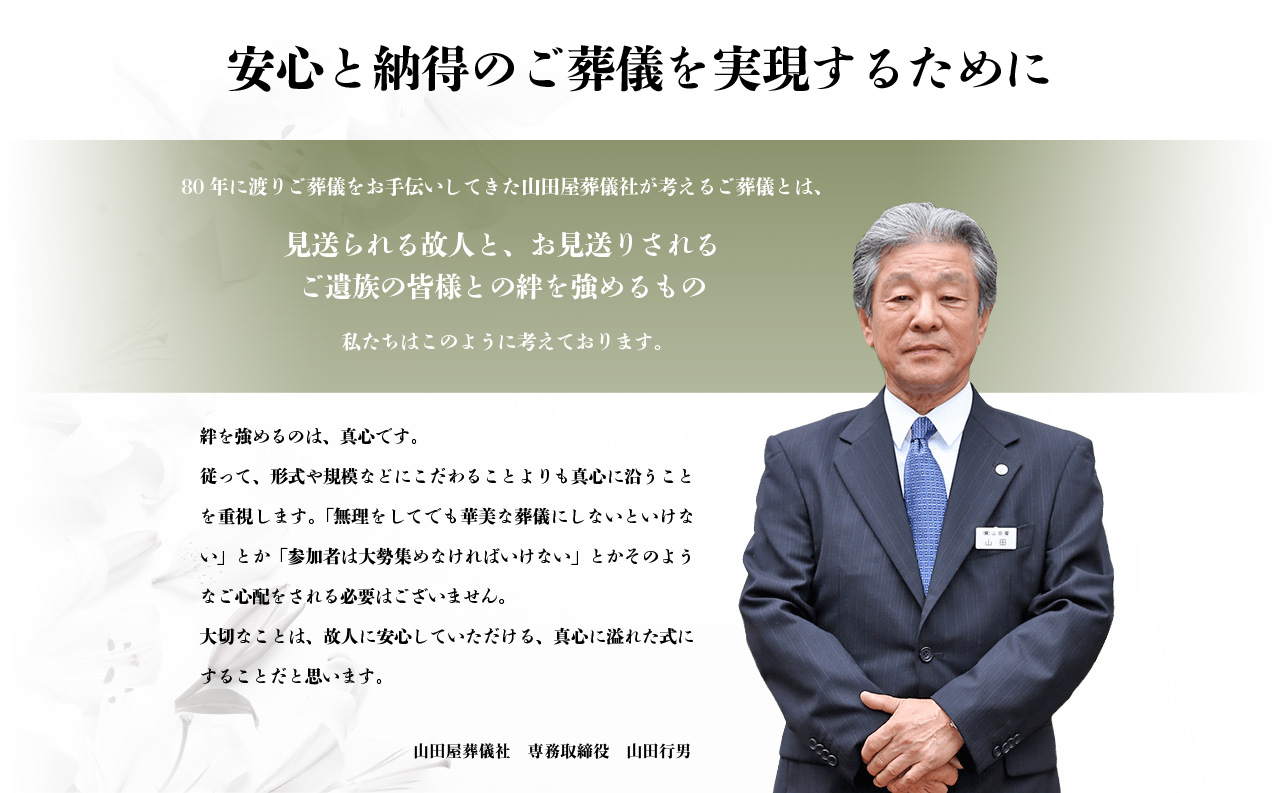 安心と納得のご葬儀を実現するために
80年に渡りご葬儀をお手伝いしてきた山田屋葬儀社が考えるご葬儀とは、
見送られる故人と、お見送りされる
ご遺族の皆様との絆を強めるもの
私たちはこのように考えております。
絆を強めるのは、真心です。
従って、形式や規模などにこだわることよりも真心に沿うこと
を重視します。「無理をしてでも華美な葬儀にしないといけな
い」とか「参加者は大勢集めなければいけない」とかそのよう
なご心配をされる必要はございません。
大切なことは、故人に安心していただける、真心に溢れた式に
することだと思います。
山田屋葬儀社　専務取締役　山田行男
㈱山田屋
山田